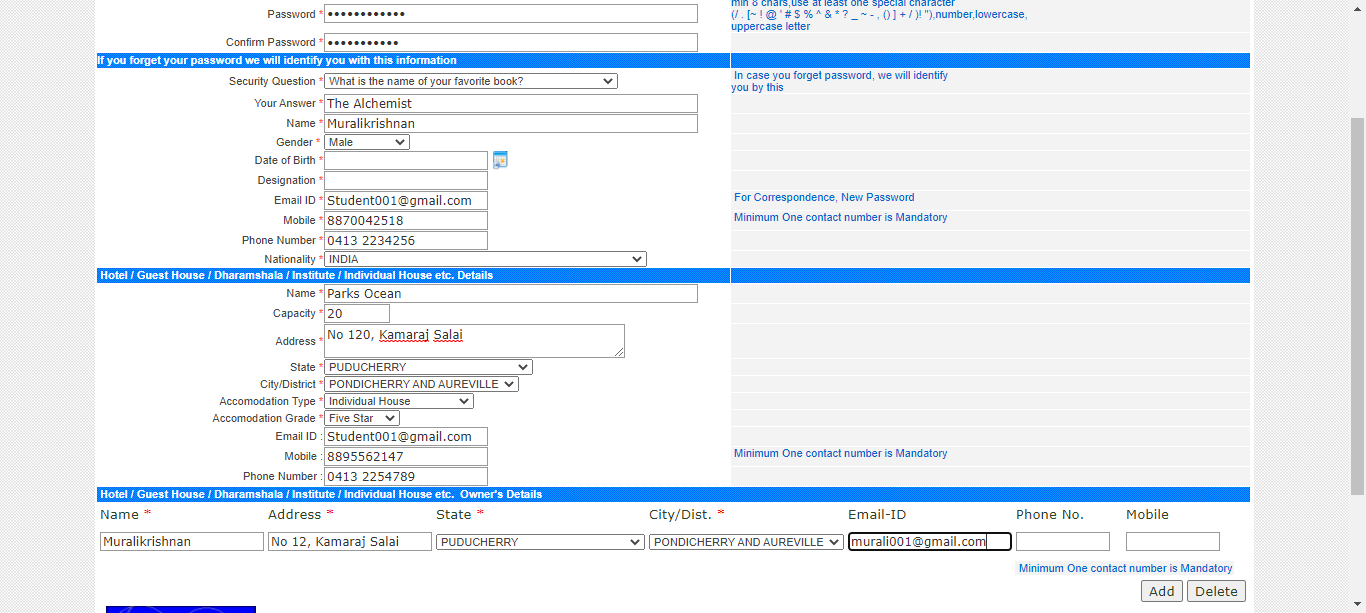 min 8 chars,use at least one special character
Password * ••••••••••••
(/ . [~ ! @ ' # $ % ^ & * ? _ ~ - , () ] + / )! "),number,lowercase,
uppercase letter
Confirm Password * •••••••••••
If you forget your password we will identify you with this information
Security Question * What is the name of your favorite book?
In case you forget password, we will identify
you by this
Your Answer * The Alchemist
Name * Muralikrishnan
Gender * Male
Date of Birth *
Designation *
Email ID * Student001@gmail.com For Correspondence, New Password
Mobile * 8870042518 Minimum One contact number is Mandatory
Phone Number * 0413 2234256
Nationality * INDIA
Hotel / Guest House / Dharamshala / Institute / Individual House etc. Details
Name * Parks Ocean
Capacity * 20
Address * No 120, Kamaraj Salai
State * PUDUCHERRY
City/District * PONDICHERRY AND AUREVILLE
Accomodation Type * Individual House
Accomodation Grade * Five Star
Email ID : Student001@gmail.com
Mobile : 8895562147 Minimum One contact number is Mandatory
Phone Number : 0413 2254789
Hotel / Guest House / Dharamshala / Institute / Individual House etc. Owner's Details
Name * Address * State * City/Dist. * Email-ID Phone No. Mobile
Muralikrishnan No 12, Kamaraj Salai PUDUCHERRY PONDICHERRY AND AUREVILLE murali001@gmail.com
Minimum One contact number is Mandatory
Add Delete